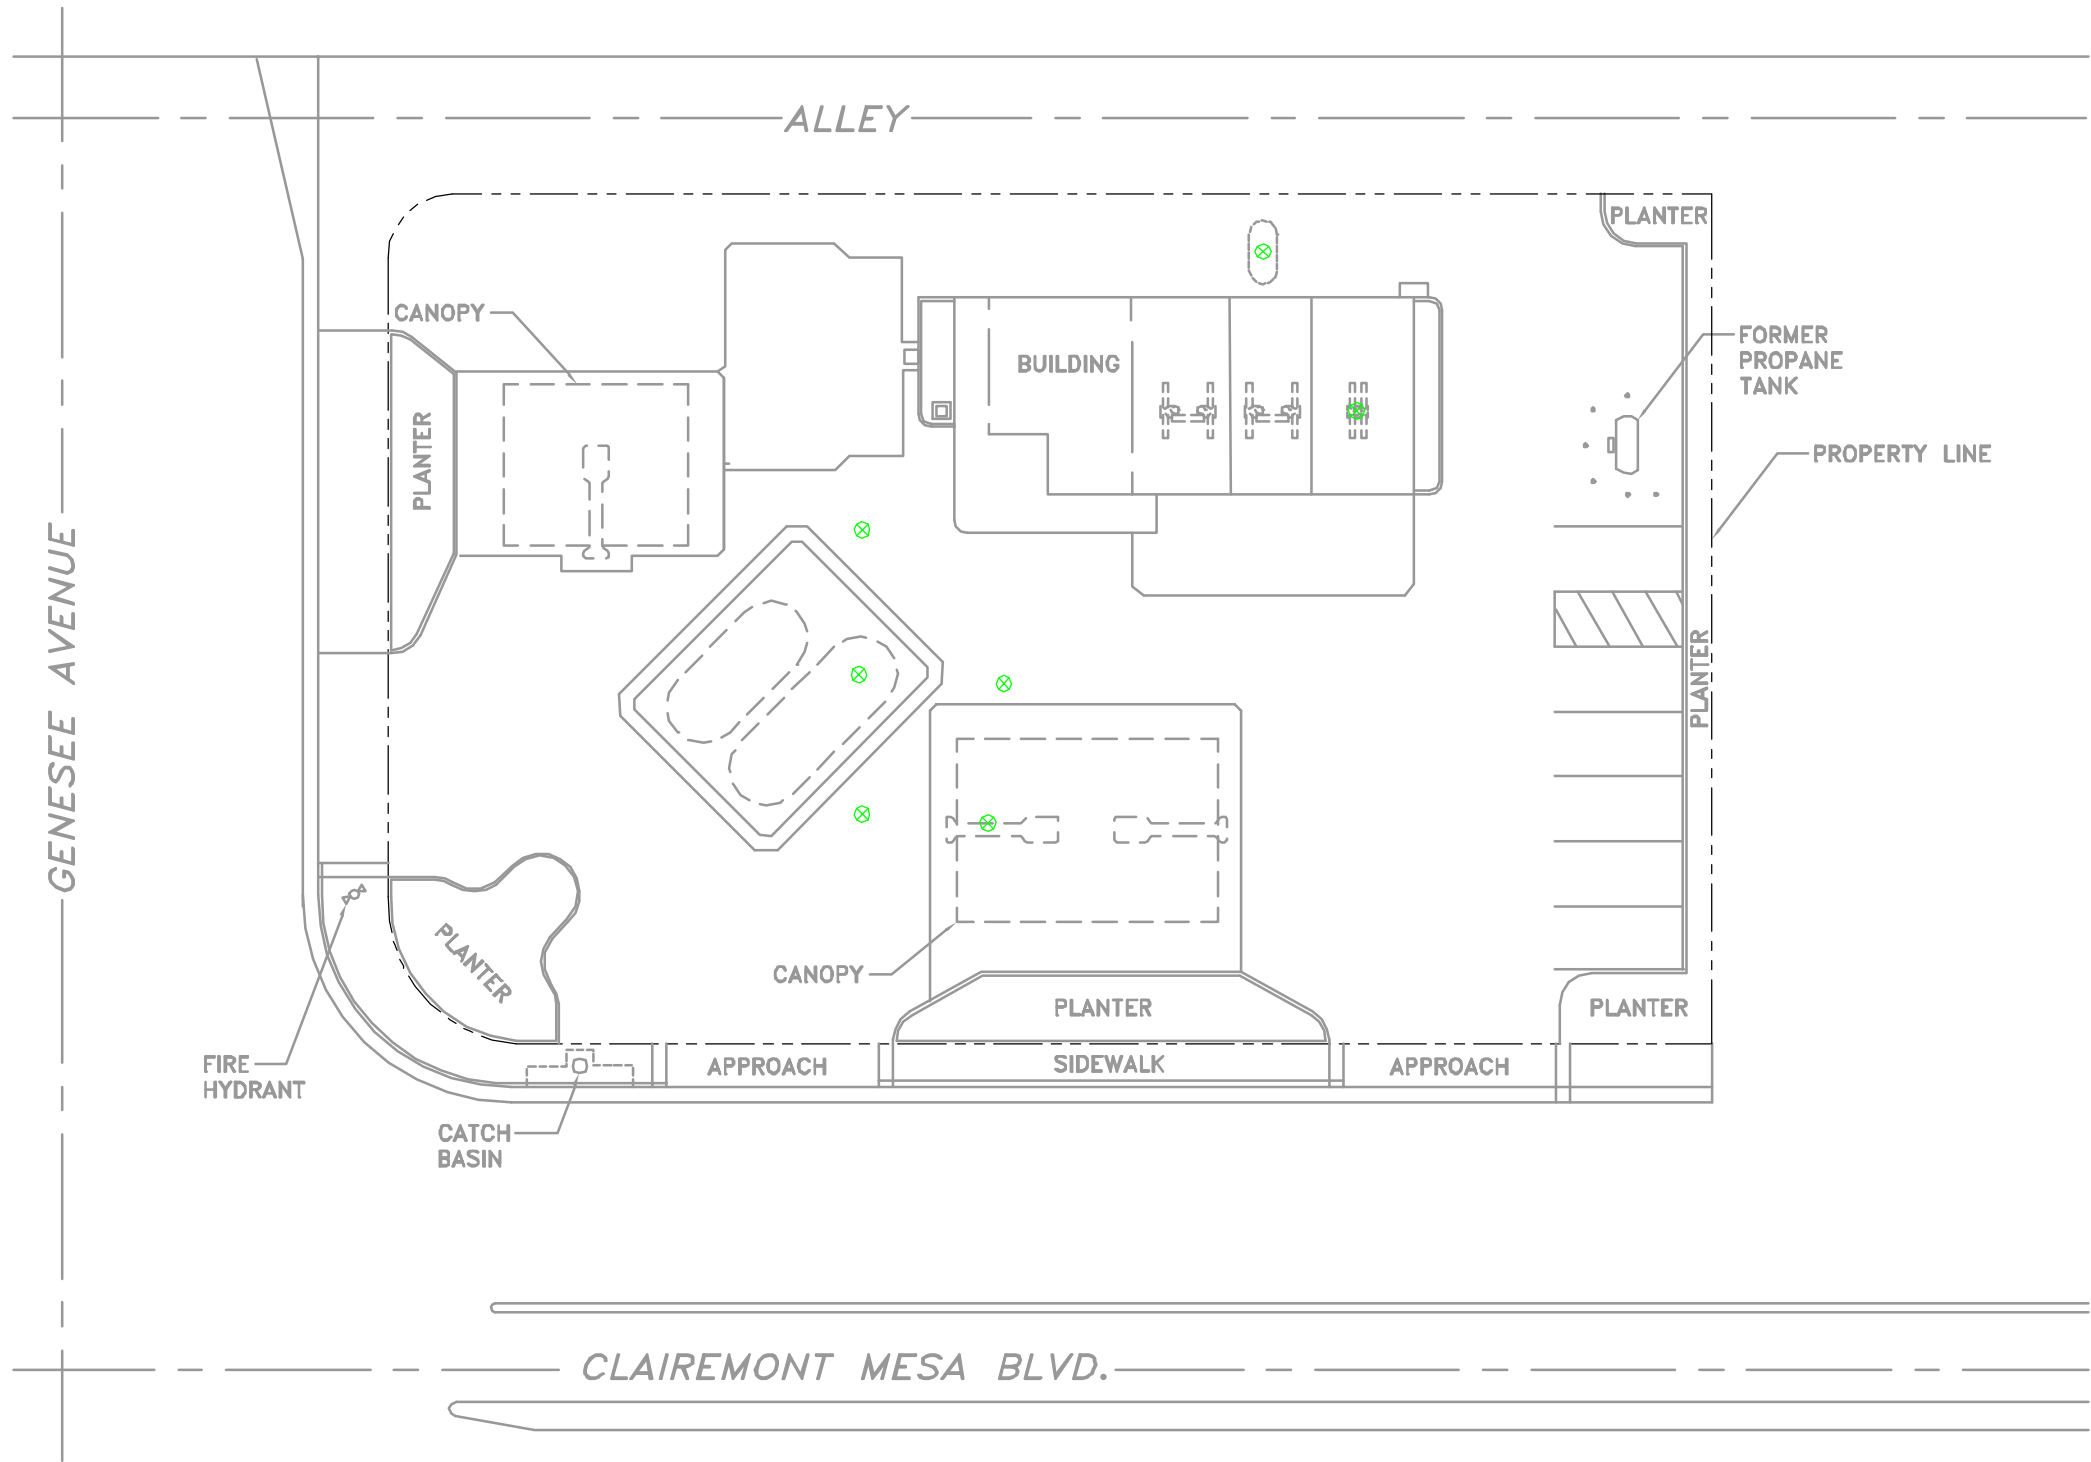 ALLEY
PLANTER
CANOPY
FORMER
PROPANE
TANK
BUILDING
PLANTER
PROPERTY LINE
GENESEE AVENUE
PLANTER
PLANTER
CANOPY
PLANTER
PLANTER
FIRE
HYDRANT
APPROACH
SIDEWALK
APPROACH
CATCH
BASIN
CLAIREMONT MESA BLVD.